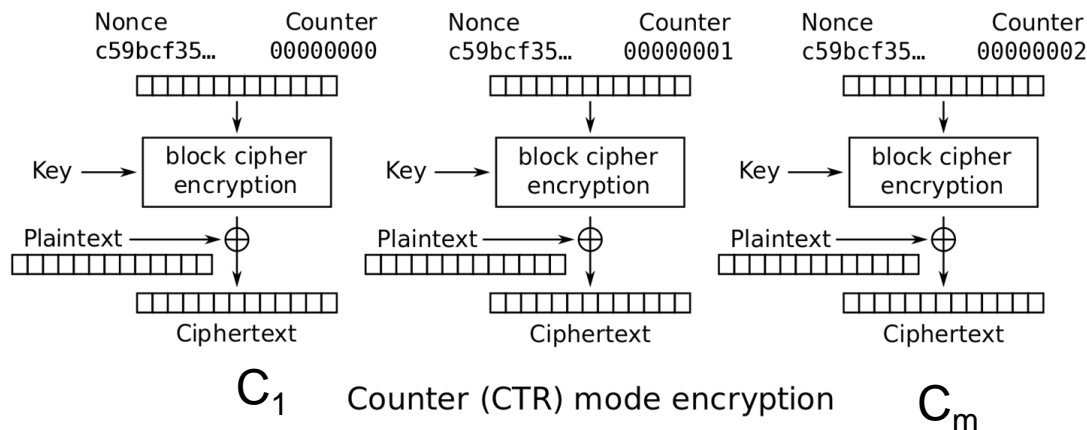 Nonce Counter Nonce Counter Nonce Counter
c59bcf35… 00000000 c59bcf35… 00000001 c59bcf35… 00000002
block cipher block cipher block cipher
Key encryption Key encryption Key encryption
Plaintext Plaintext Plaintext
Ciphertext Ciphertext Ciphertext
C1 Counter (CTR) mode encryption Cm